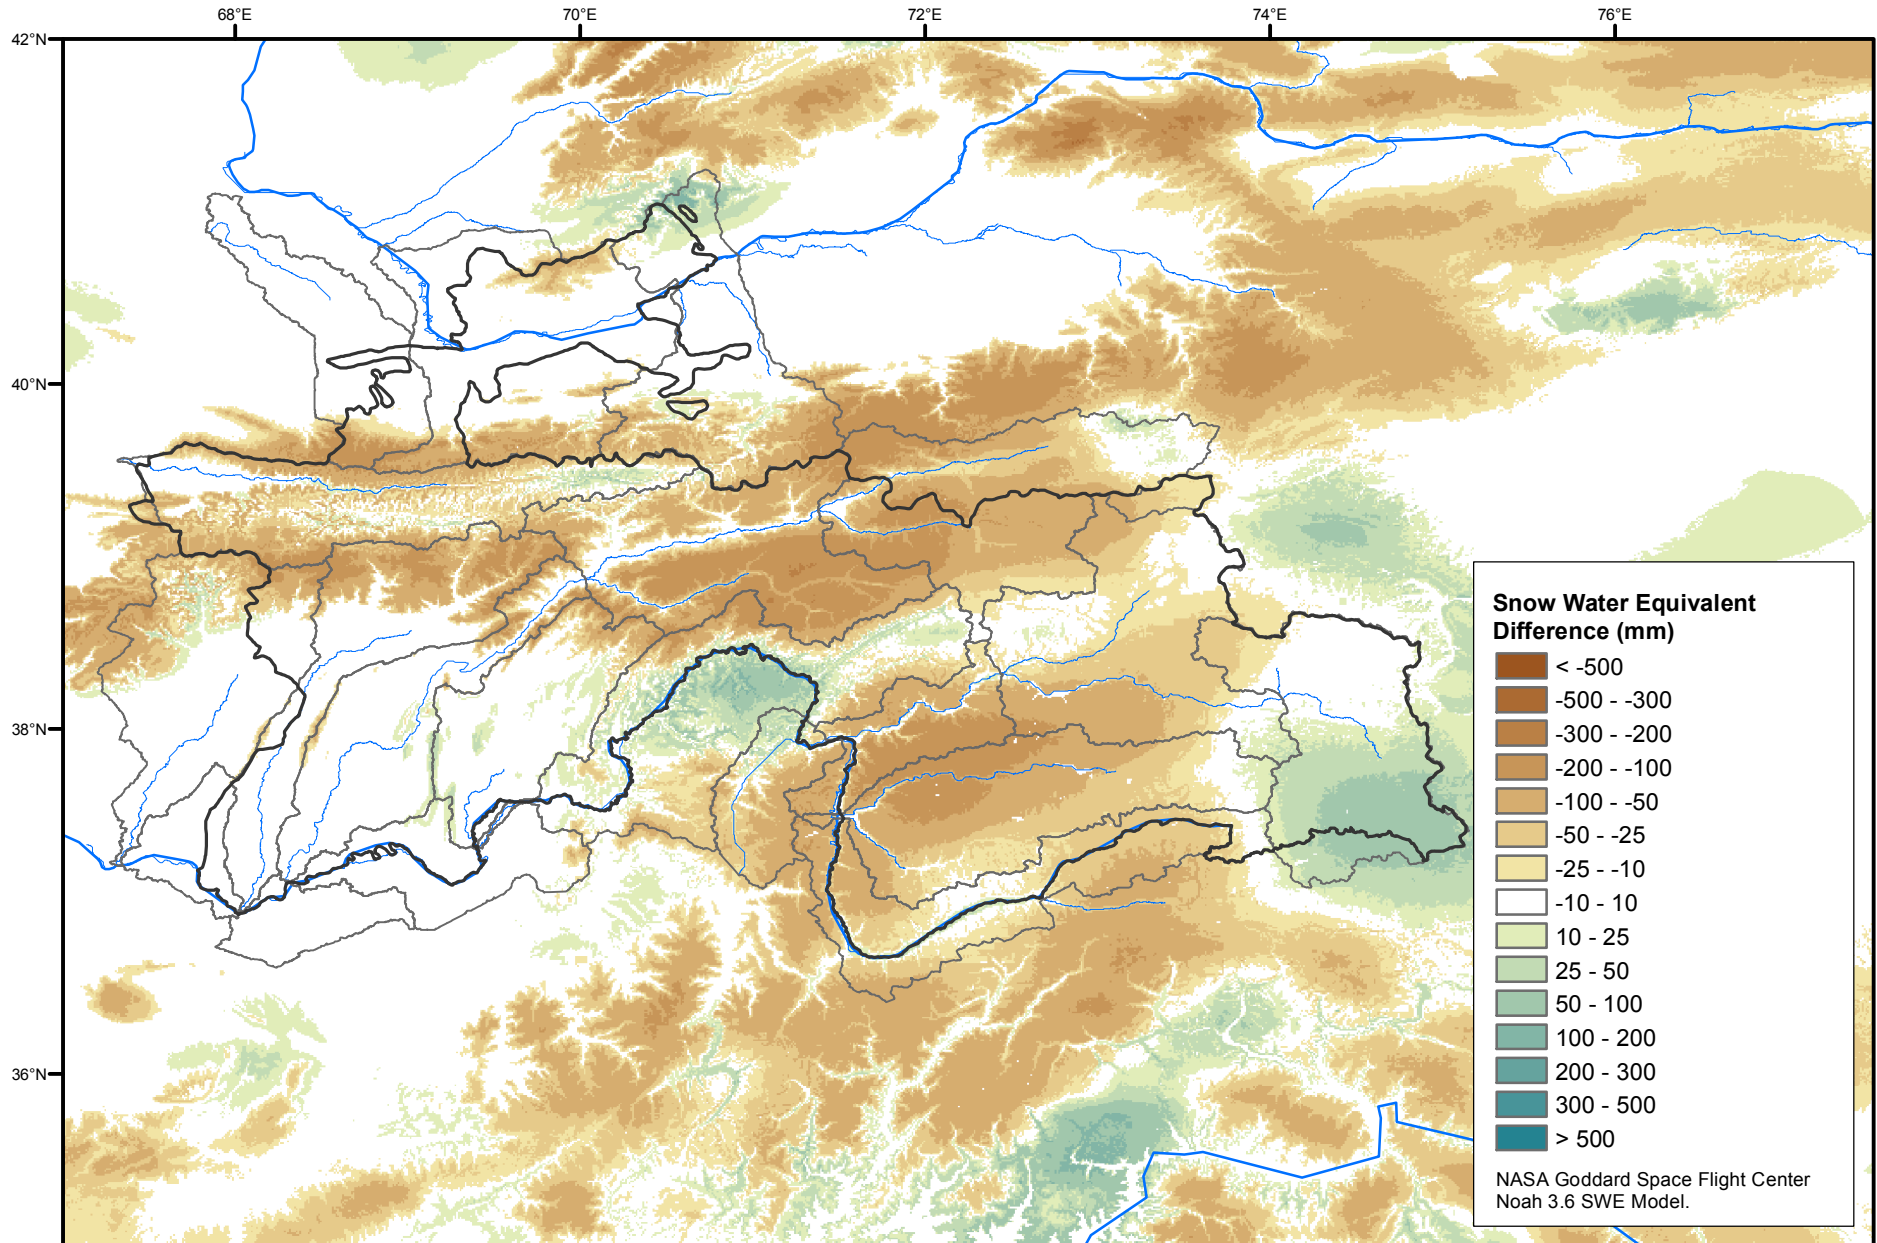 68°E
70°E
72°E
74°E
76°E
42°N
40°N
38°N
36°N
Snow Water Equivalent
Difference (mm)
< -500
-500 - -300
-300 - -200
-200 - -100
-100 - -50
-50 - -25
-25 - -10
-10 - 10
10 - 25
25 - 50
50 - 100
100 - 200
200 - 300
300 - 500
> 500
NASA Goddard Space Flight Center
Noah 3.6 SWE Model.